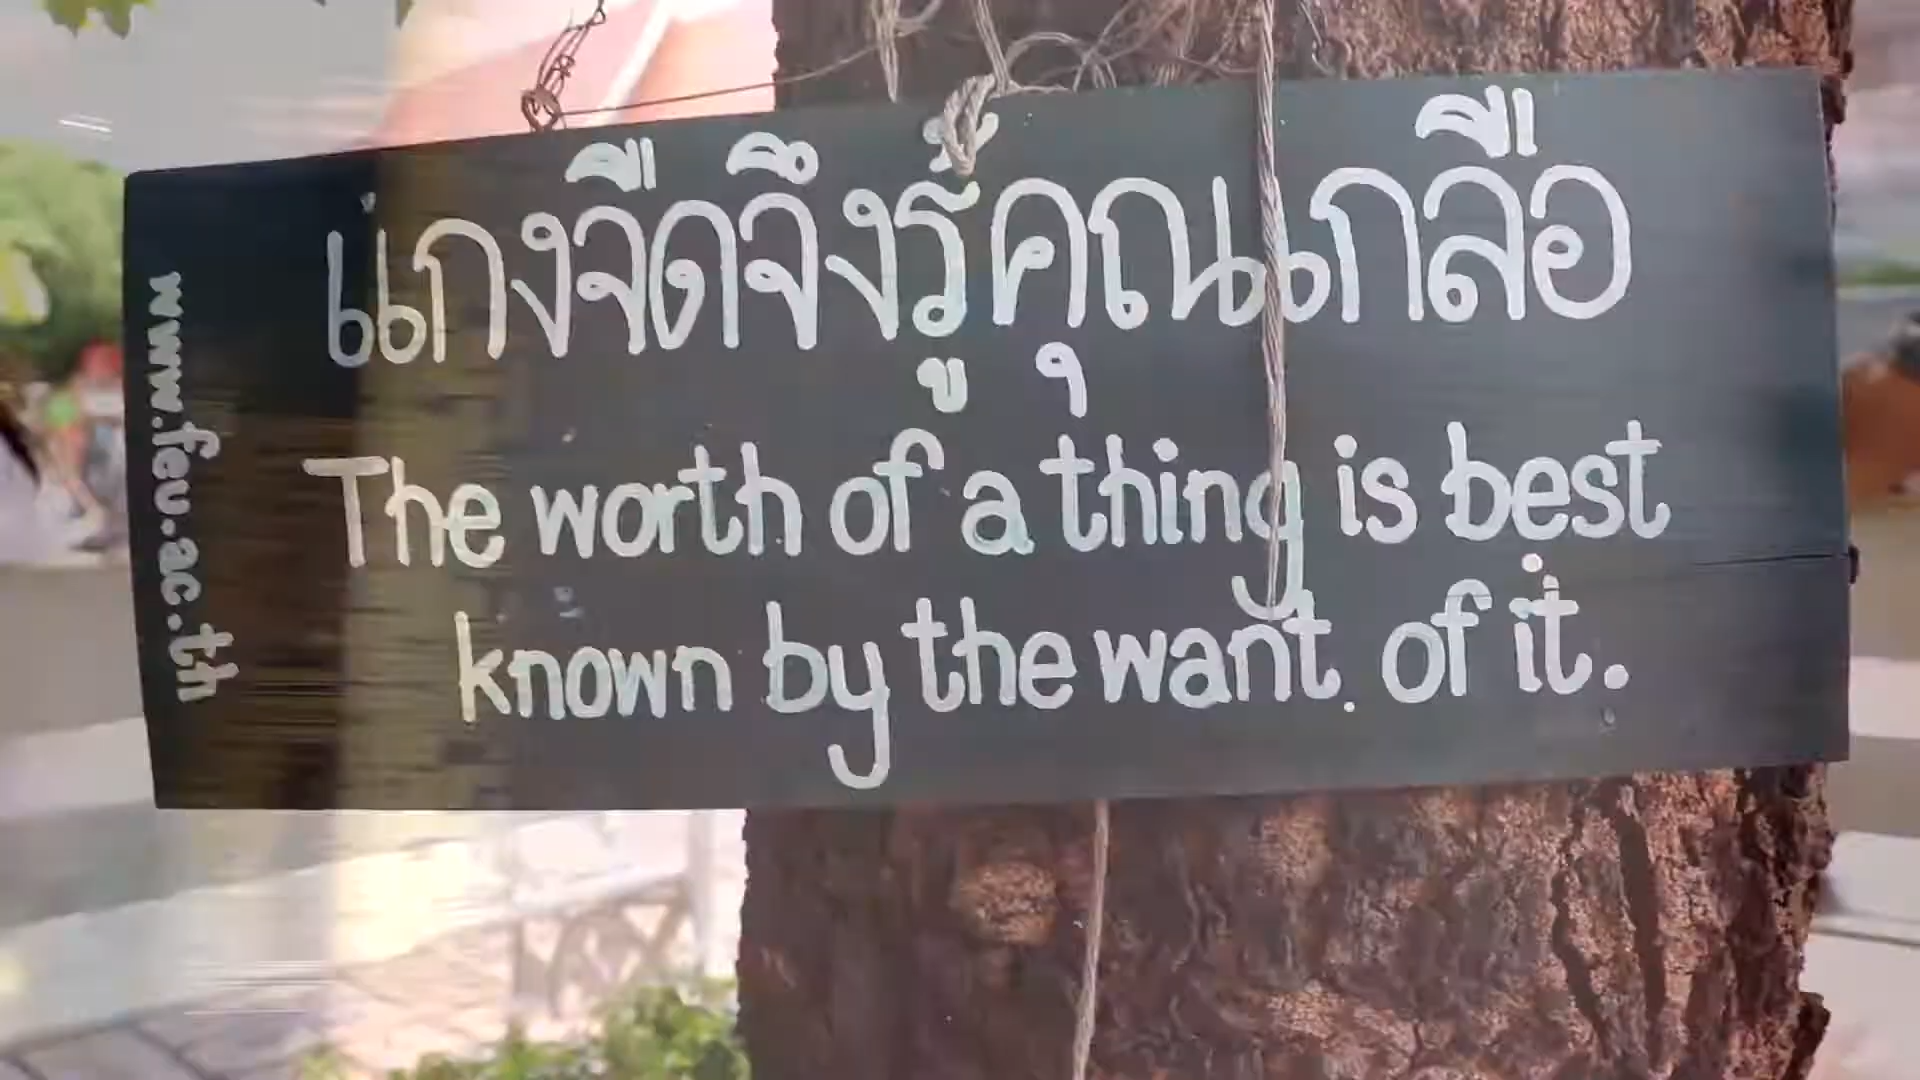 แกงจืดจึงรู้คุณเกลือ
The worth of a thing is best
known by the want of it.
www.feu.ac.th